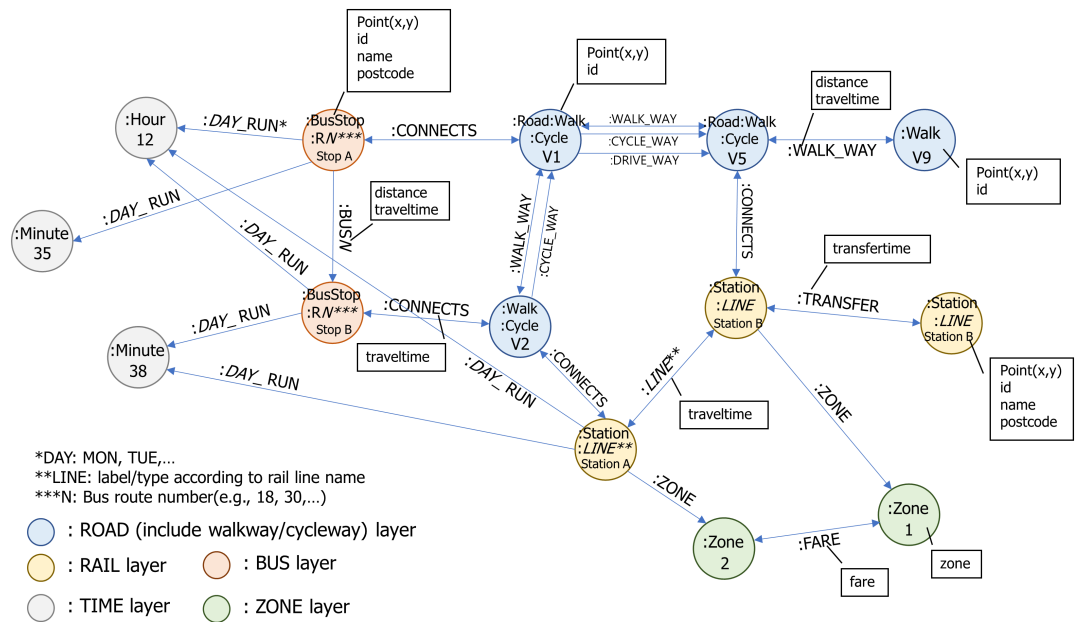 Point(x,y)
id
name
postcode
Point(x,y)
id
distance
traveltime
:Hour
12
:DAY_RUN*
:BusStop
:RN***
Stop A
:CONNECTS
:Road:Walk
:Cycle
V1
:WALK_WAY
:CYCLE_WAY
:DRIVE_WAY
:Road:Walk
:Cycle
V5
:WALK_WAY
:Walk
V9
Point(x,y)
id
:Minute
35
:DAY_RUN
:BUSN
distance
traveltime
:DAY_RUN
:WALK_WAY
:CYCLE_WAY
:CONNECTS
transfertime
:BusStop
:RN***
Stop B
:CONNECTS
:Walk
:Cycle
V2
:Station
:LINE
Station B
:TRANSFER
:Station
:LINE
Station B
:DAY_RUN
:Minute
38
traveltime
:DAY_RUN
:DAY_RUN
:CONNECTS
:LINE**
traveltime
:ZONE
Point(x,y)
id
name
postcode
:Station
:LINE**
Station A
:ZONE
*DAY: MON, TUE,...
**LINE: label/type according to rail line name
***N: Bus route number(e.g., 18, 30,...)
: ROAD (include walkway/cycleway) layer
: RAIL layer
: BUS layer
: TIME layer
: ZONE layer
:Zone
2
:FARE
:Zone
1
fare
zone